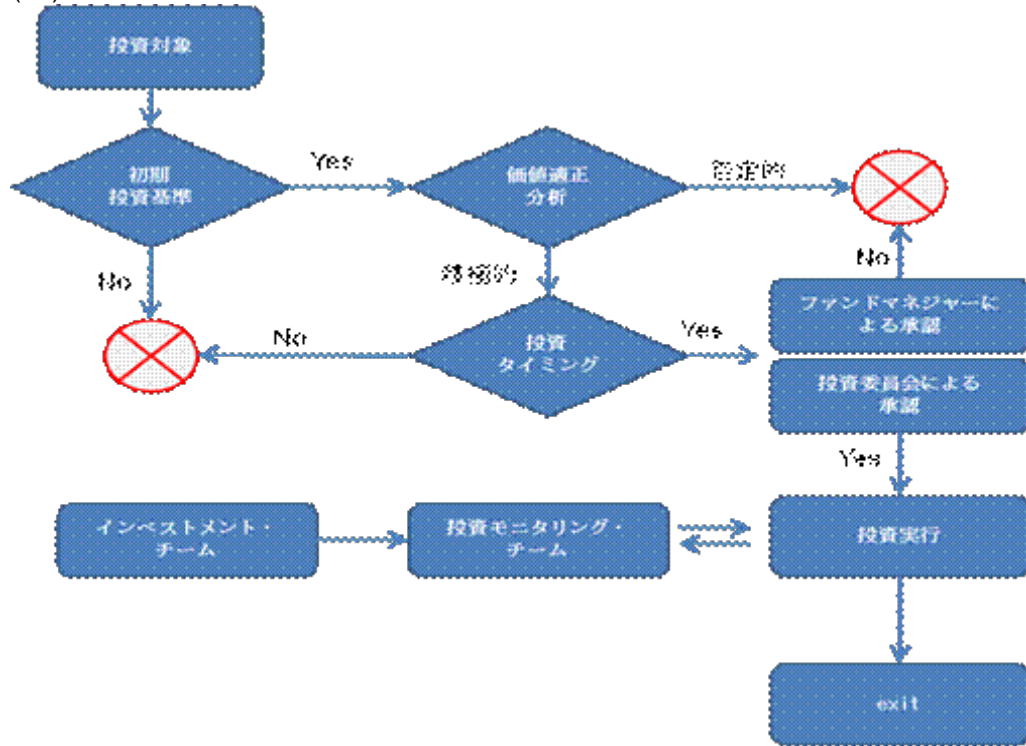 投資対象
初期
投資基準
Yes
価値適正
分析
否定的
No
積極的
No
ファンドマネジャーに
よる承認
No
投資
タイミング
Yes
投資委員会による
承認
Yes
インベストメント・
チーム
投資モニタリング・
チーム
投資実行
exit